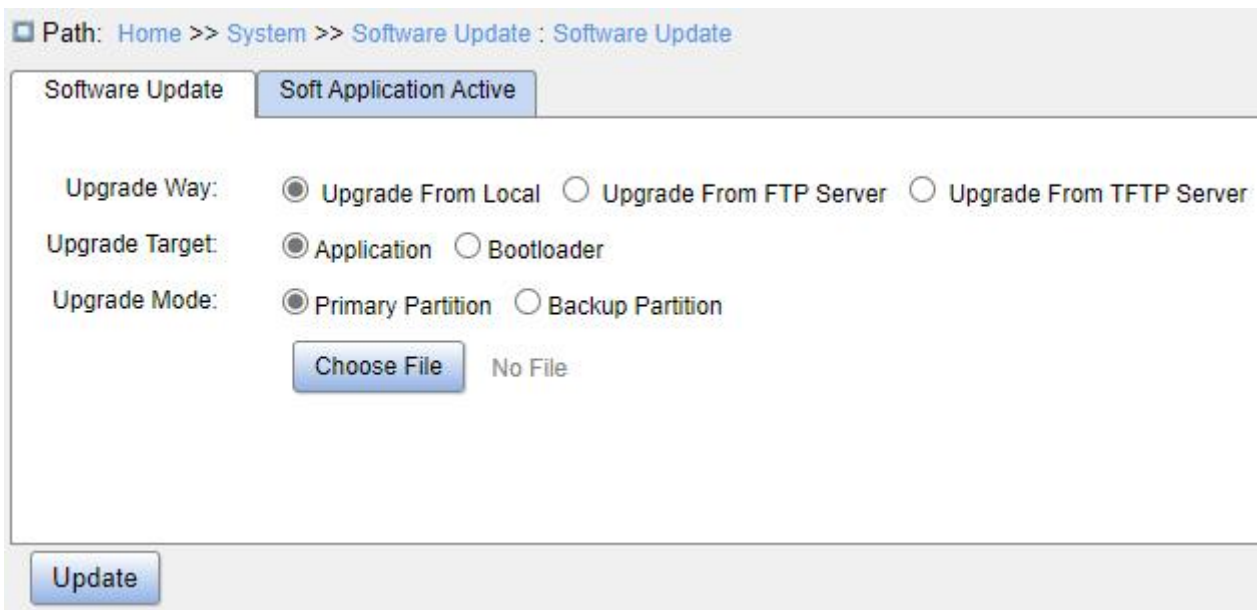 Path: Home >> System >> Software Update : Software Update
Software Update Soft Application Active
Upgrade Way: Upgrade From Local Upgrade From FTP Server Upgrade From TFTP Server
Upgrade Target: Application Bootloader
Upgrade Mode: Primary Partition Backup Partition
Choose File No File
Update